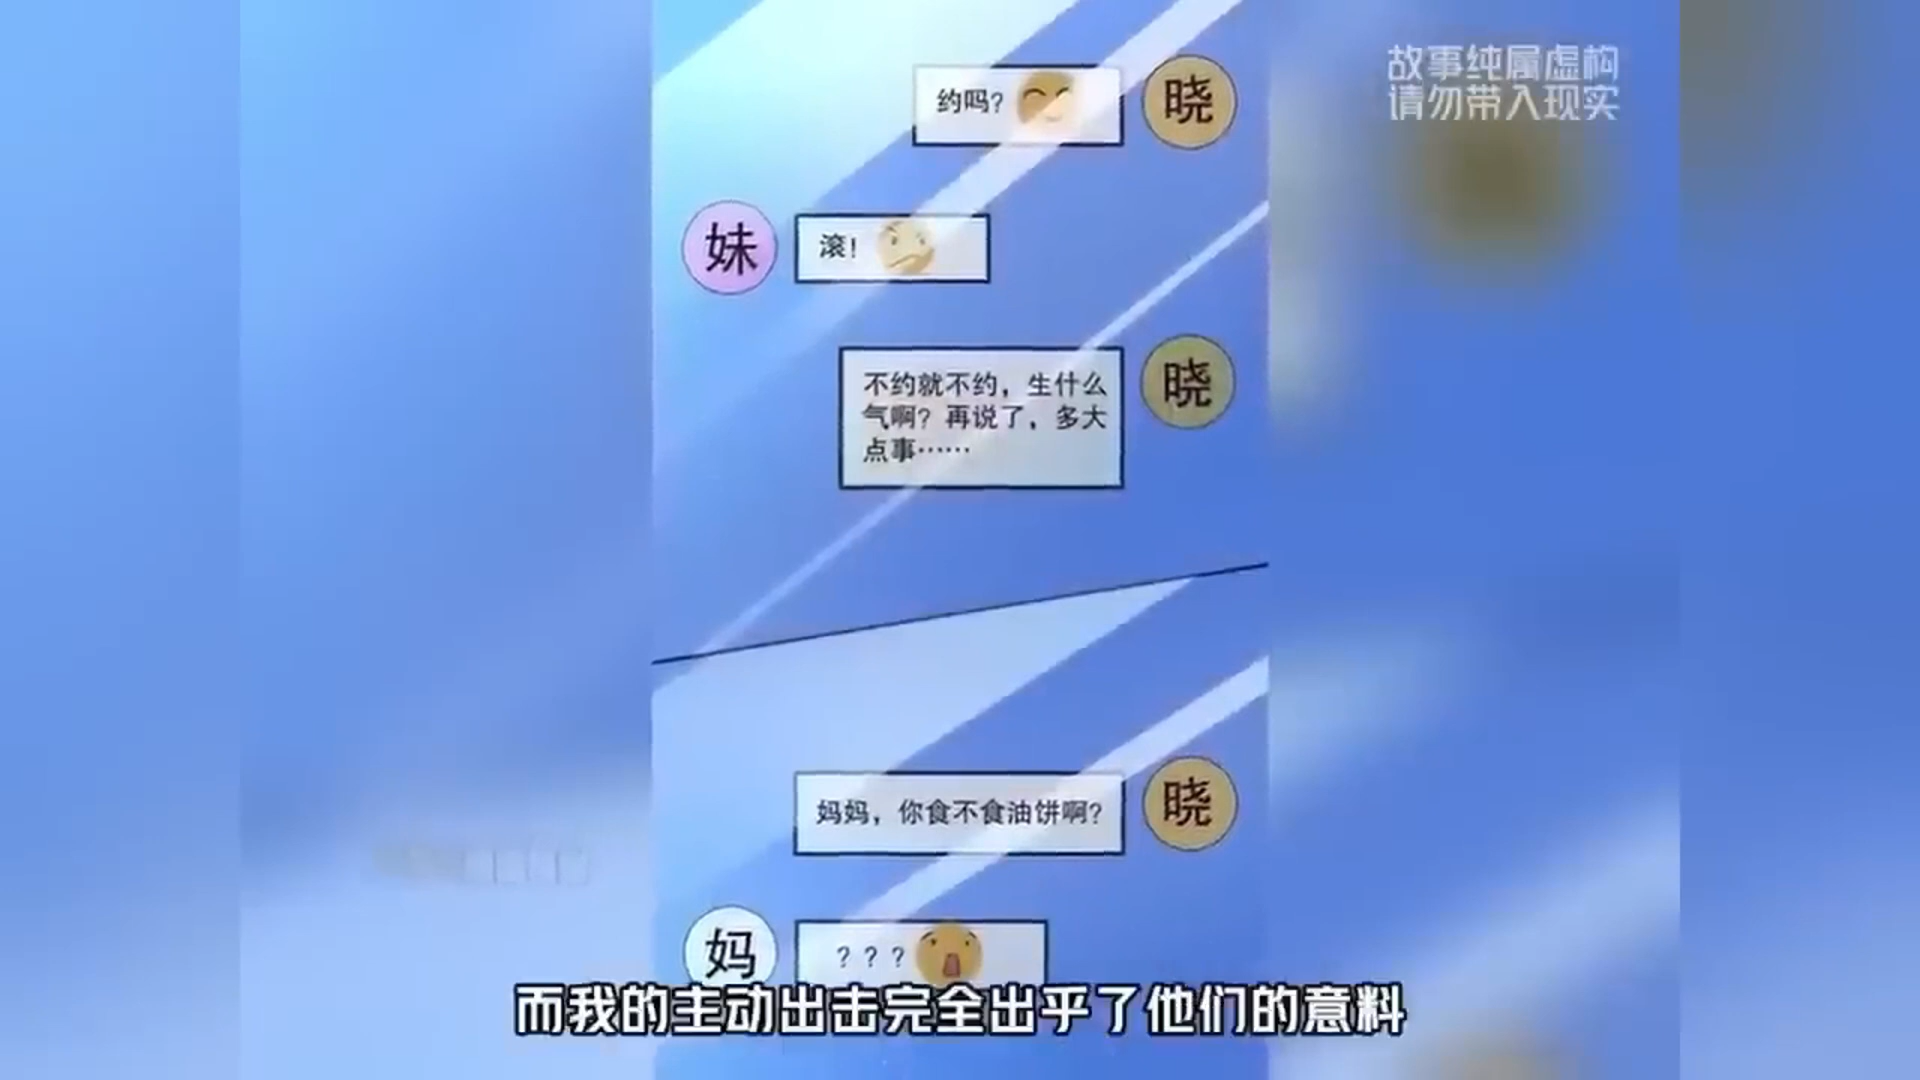 故事纯属虚构
请勿带入现实
约吗?
晓
妹
滚!
不约就不约，生什么
气啊? 再说了，多大
点事……
晓
妈妈，你食不食油饼啊?
晓
妈
? ? ?
而我的主动出击完全出乎了他们的意料